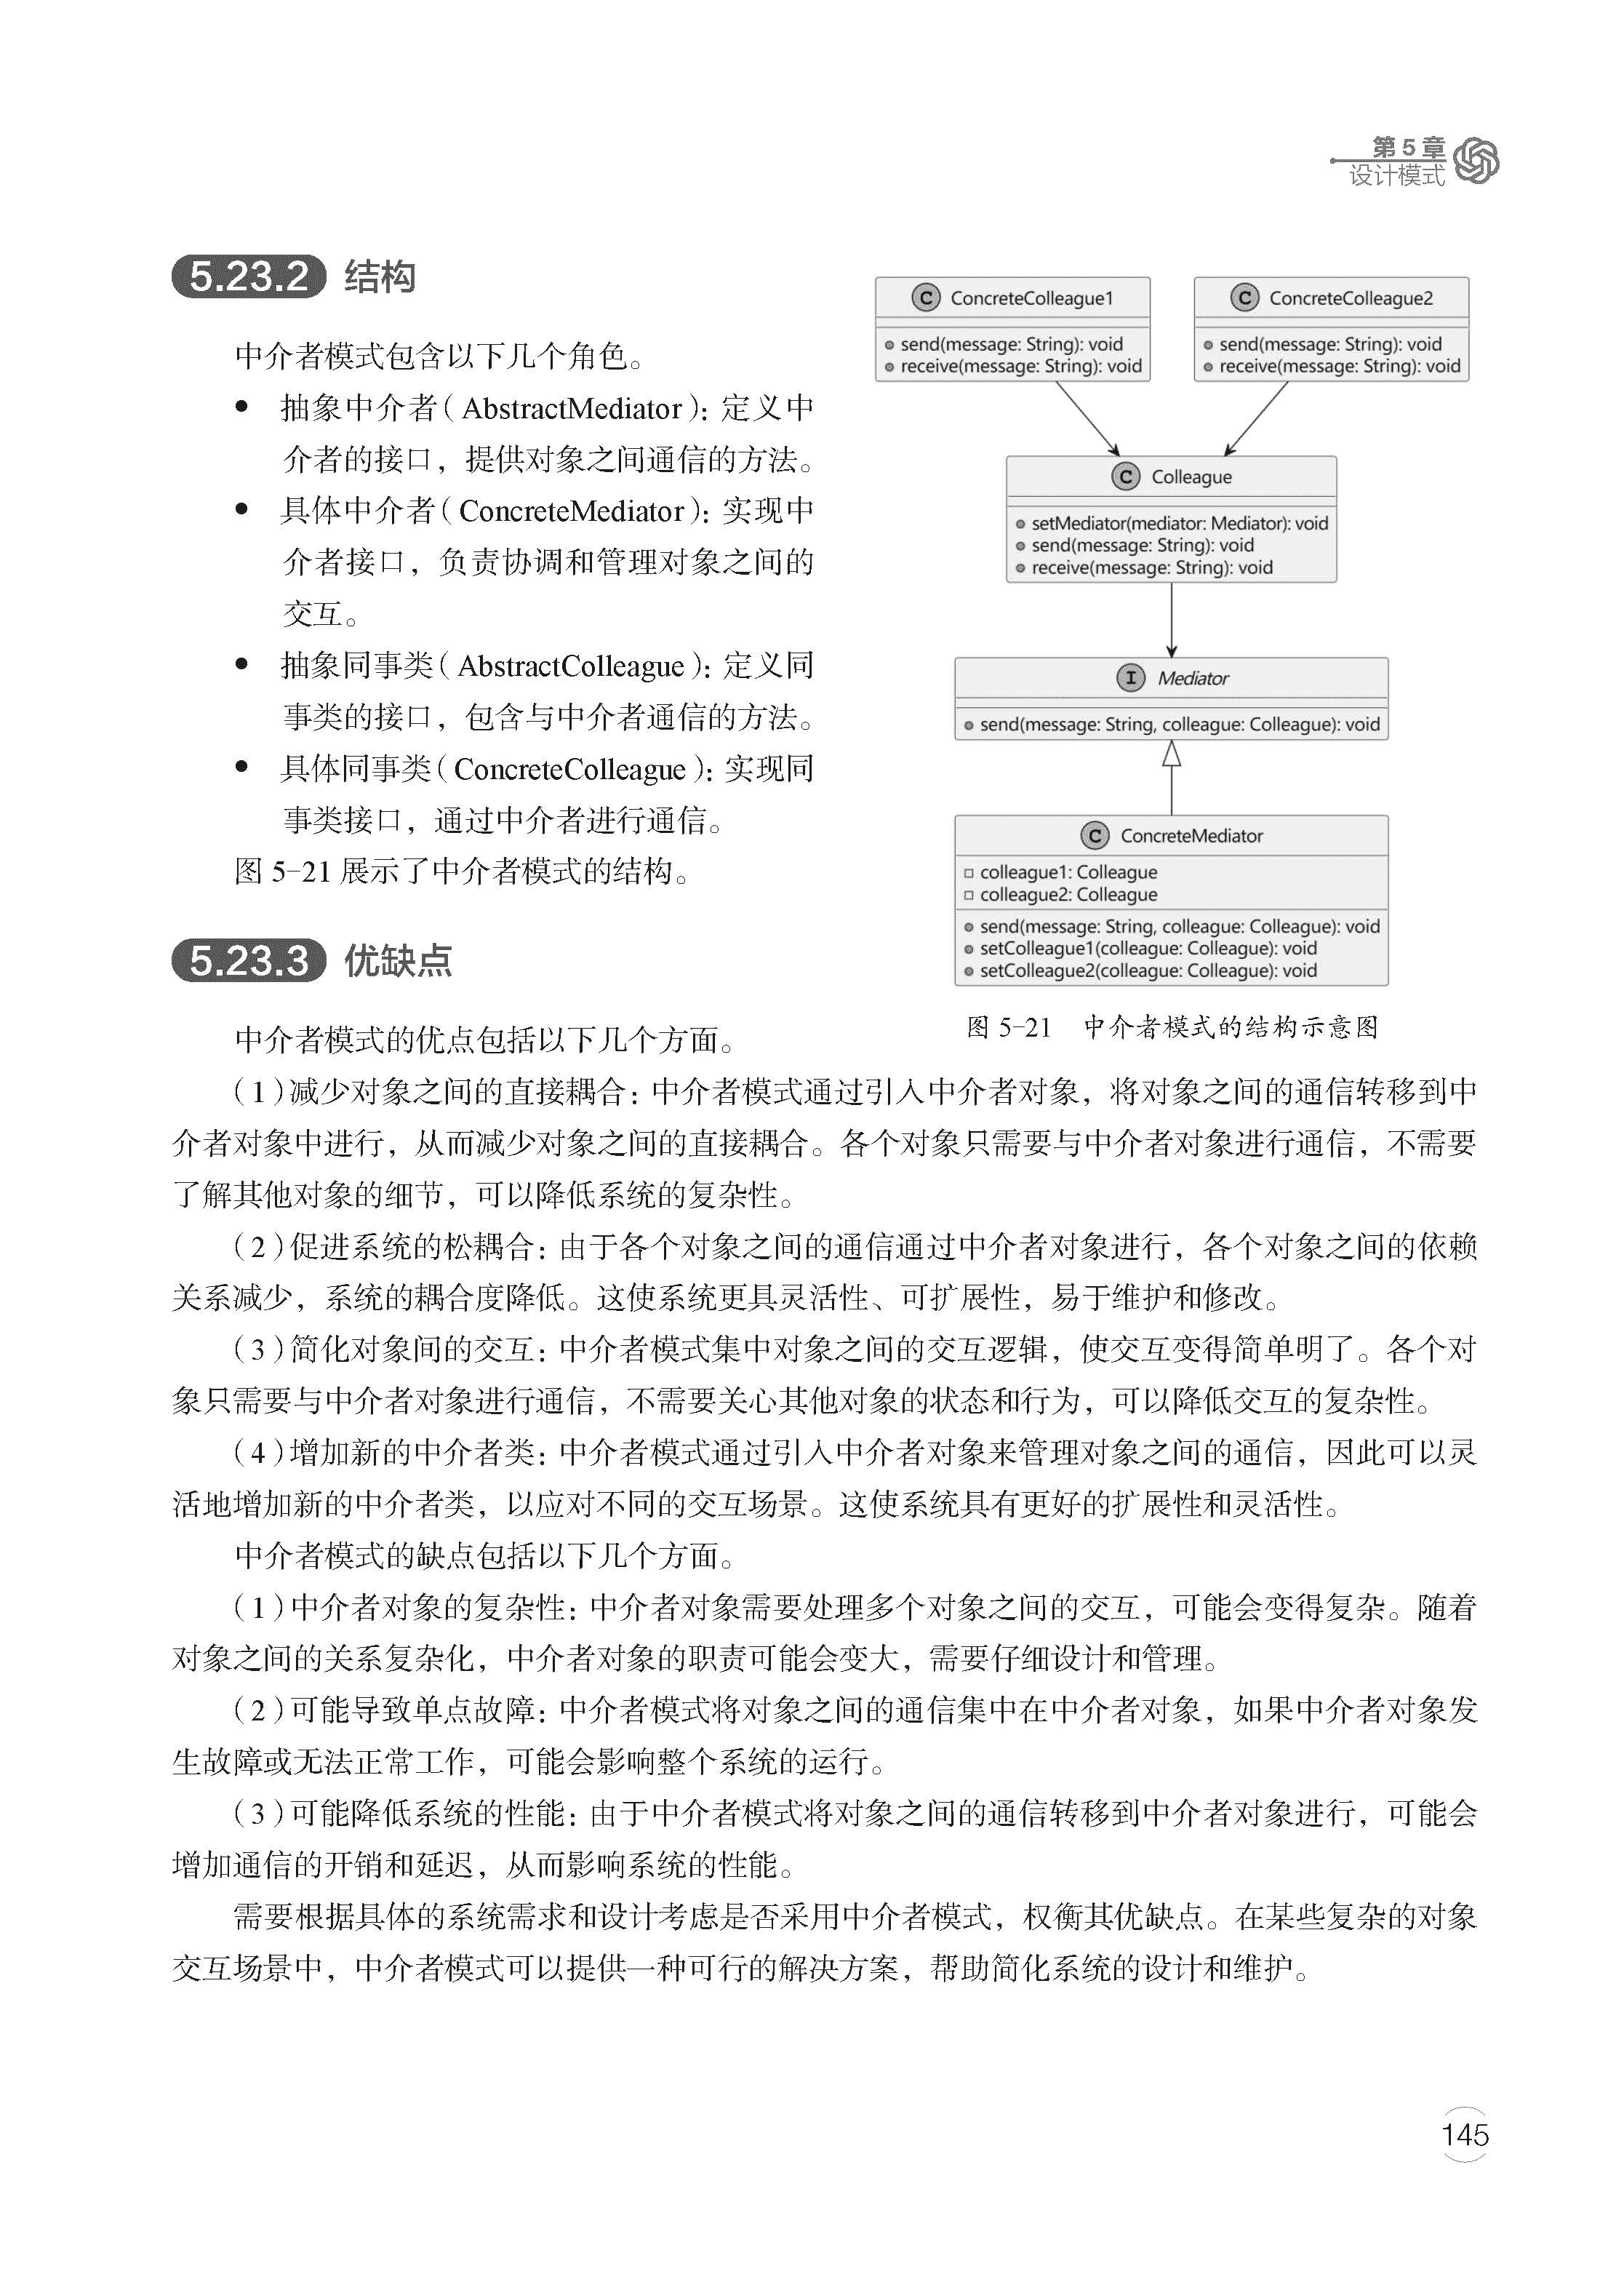 第5章
设计模式
5.23.2 结构
中介者模式包含以下几个角色。
● 抽象中介者（AbstractMediator）：定义中
介者的接口，提供对象之间通信的方法。
● 具体中介者（ConcreteMediator）：实现中
介者接口，负责协调和管理对象之间的
交互。
● 抽象同事类（AbstractColleague）：定义同
事类的接口，包含与中介者通信的方法。
● 具体同事类（ConcreteColleague）：实现同
事类接口，通过中介者进行通信。
图 5-21 展示了中介者模式的结构。
C ConcreteColleague1
send(message: String): void
receive(message: String): void
C ConcreteColleague2
send(message: String): void
receive(message: String): void
C Colleague
setMediator(mediator: Mediator): void
send(message: String): void
receive(message: String): void
I Mediator
send(message: String, colleague: Colleague): void
C ConcreteMediator
colleague1: Colleague
colleague2: Colleague
send(message: String, colleague: Colleague): void
setColleague1(colleague: Colleague): void
setColleague2(colleague: Colleague): void
图 5-21 中介者模式的结构示意图
5.23.3 优缺点
中介者模式的优点包括以下几个方面。
（1）减少对象之间的直接耦合：中介者模式通过引入中介者对象，将对象之间的通信转移到中
介者对象中进行，从而减少对象之间的直接耦合。各个对象只需要与中介者对象进行通信，不需要
了解其他对象的细节，可以降低系统的复杂性。
（2）促进系统的松耦合：由于各个对象之间的通信通过中介者对象进行，各个对象之间的依赖
关系减少，系统的耦合度降低。这使系统更具灵活性、可扩展性，易于维护和修改。
（3）简化对象间的交互：中介者模式集中对象之间的交互逻辑，使交互变得简单明了。各个对
象只需要与中介者对象进行通信，不需要关心其他对象的状态和行为，可以降低交互的复杂性。
（4）增加新的中介者类：中介者模式通过引入中介者对象来管理对象之间的通信，因此可以灵
活地增加新的中介者类，以应对不同的交互场景。这使系统具有更好的扩展性和灵活性。
中介者模式的缺点包括以下几个方面。
（1）中介者对象的复杂性：中介者对象需要处理多个对象之间的交互，可能会变得复杂。随着
对象之间的关系复杂化，中介者对象的职责可能会变大，需要仔细设计和管理。
（2）可能导致单点故障：中介者模式将对象之间的通信集中在中介者对象，如果中介者对象发
生故障或无法正常工作，可能会影响整个系统的运行。
（3）可能降低系统的性能：由于中介者模式将对象之间的通信转移到中介者对象进行，可能会
增加通信的开销和延迟，从而影响系统的性能。
需要根据具体的系统需求和设计考虑是否采用中介者模式，权衡其优缺点。在某些复杂的对象
交互场景中，中介者模式可以提供一种可行的解决方案，帮助简化系统的设计和维护。
145